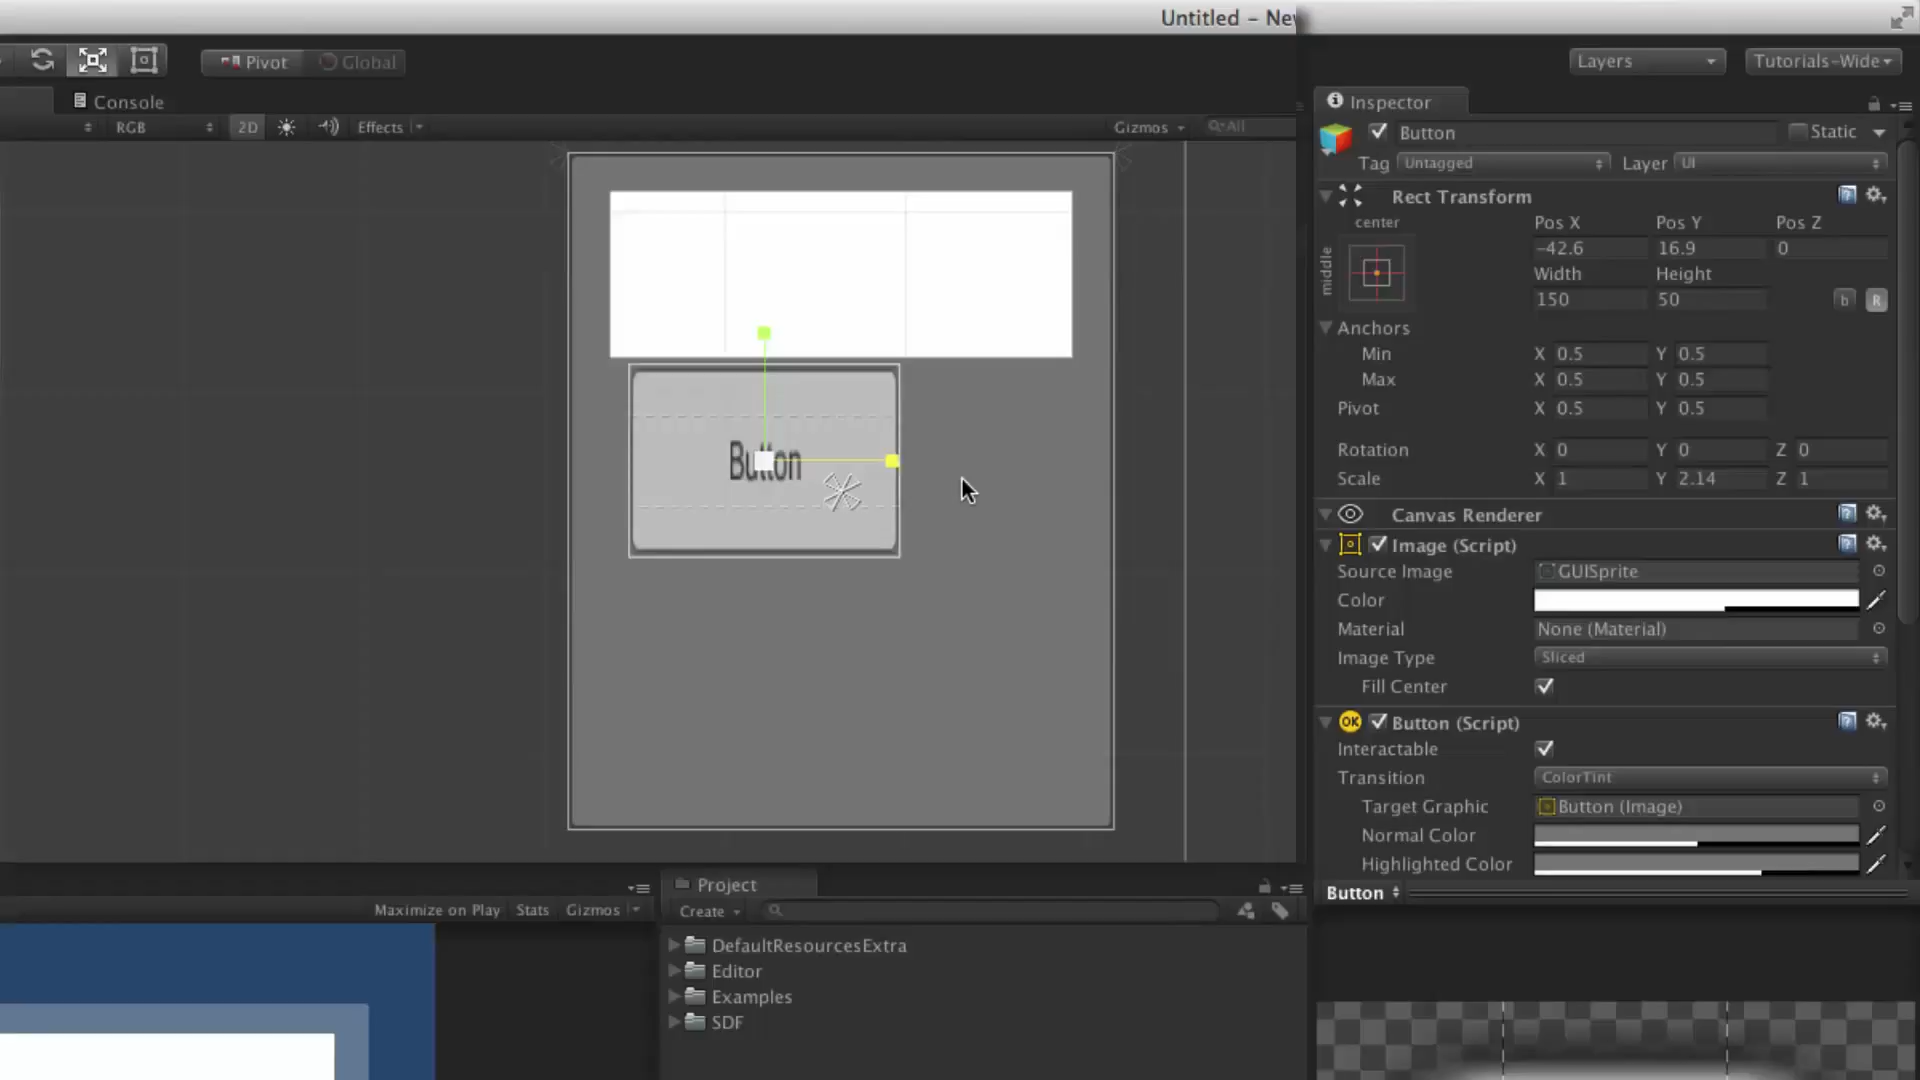 Untitled – Ne
Pivot Global
Layers Tutorials-Wide
Console
Inspector
RGB 2D Effects Gizmos All
Button Static
Tag Untagged Layer UI
Rect Transform
center
Pos X Pos Y Pos Z
-42.6 16.9 0
middle
Width Height
150 50 b R
Anchors
Min X 0.5 Y 0.5
Max X 0.5 Y 0.5
Pivot X 0.5 Y 0.5
Rotation X 0 Y 0 Z 0
Scale X 1 Y 2.14 Z 1
Button
Canvas Renderer
Image (Script)
Source Image GUISprite
Color
Material None (Material)
Image Type Sliced
Fill Center
OK Button (Script)
Interactable
Transition ColorTint
Target Graphic Button (Image)
Normal Color
Highlighted Color
Button
Project
Maximize on Play Stats Gizmos
Create
DefaultResourcesExtra
Editor
Examples
SDF